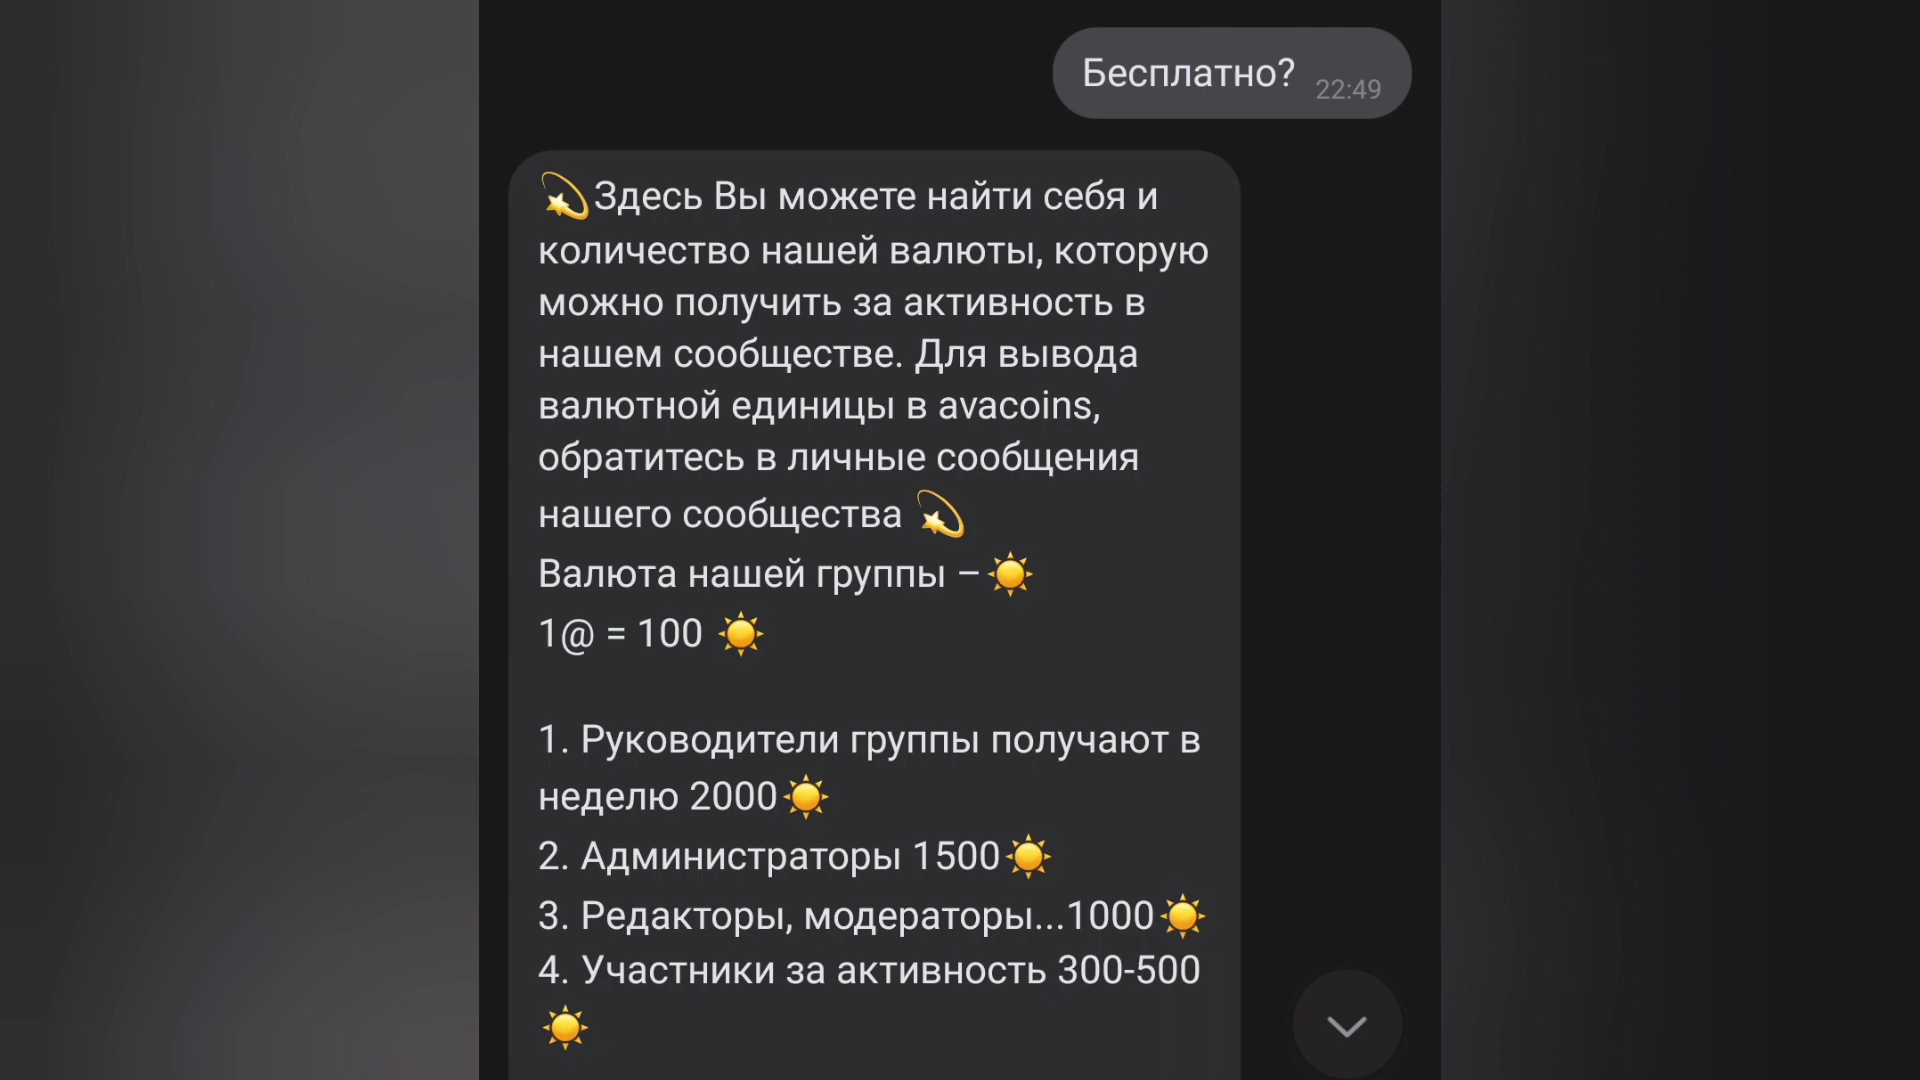 Бесплатно? 22:49
💫Здесь Вы можете найти себя и
количество нашей валюты, которую
можно получить за активность в
нашем сообществе. Для вывода
валютной единицы в avacoins,
обратитесь в личные сообщения
нашего сообщества 💫
Валюта нашей группы –☀️
1@ = 100 ☀️
1. Руководители группы получают в
неделю 2000☀️
2. Администраторы 1500☀️
3. Редакторы, модераторы...1000☀️
4. Участники за активность 300-500
☀️